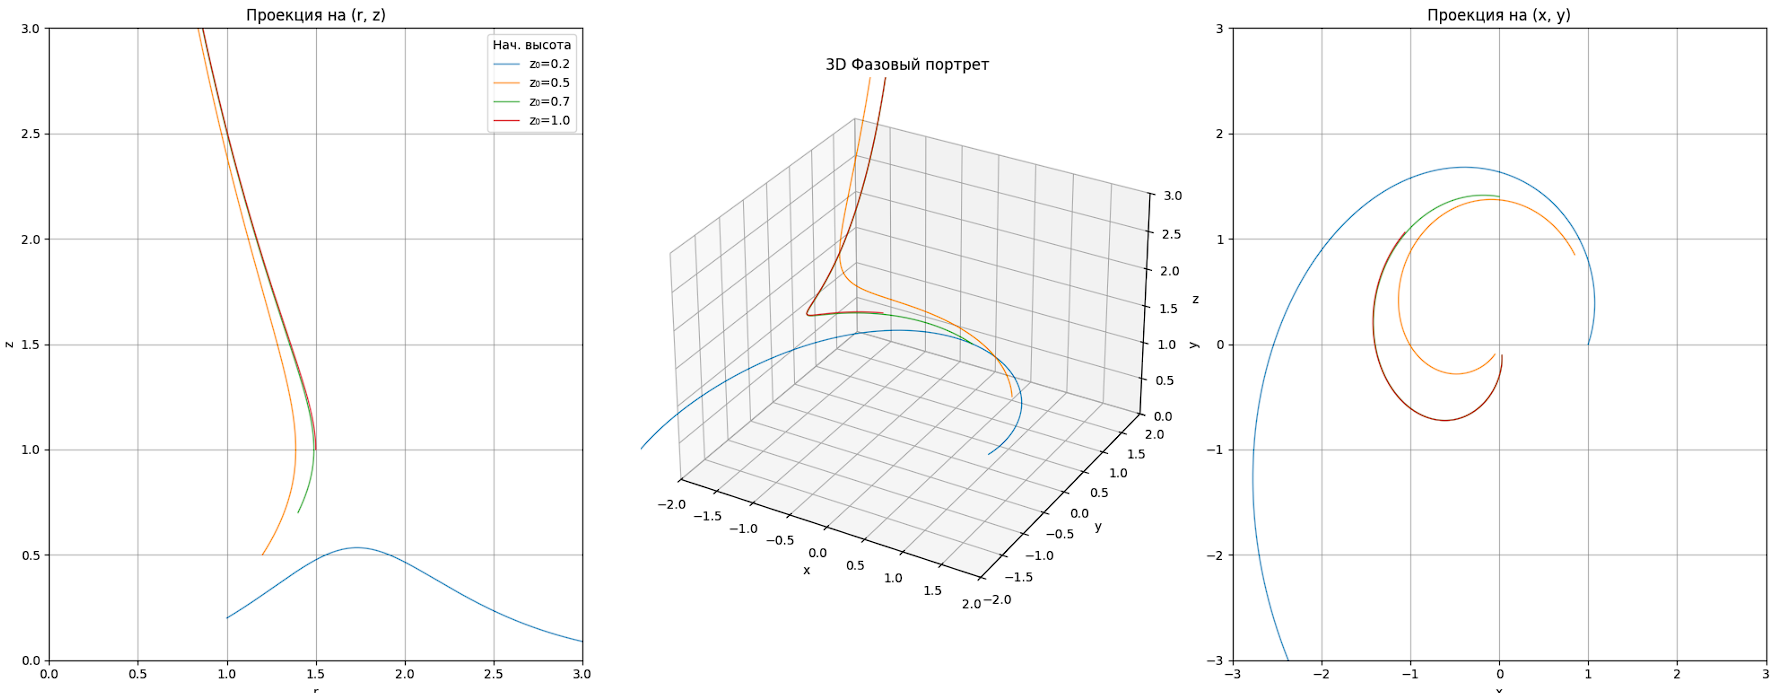 Проекция на (r, z)
3.0
2.5
2.0
1.5
1.0
0.5
0.0
z
0.0 0.5 1.0 1.5 2.0 2.5 3.0
r
Нач. высота
z₀=0.2
z₀=0.5
z₀=0.7
z₀=1.0
3D Фазовый портрет
−2.0 −1.5 −1.0 −0.5 0.0 0.5 1.0 1.5 2.0
x
−2.0 −1.5 −1.0 −0.5 0.0 0.5 1.0 1.5 2.0
y
0.0 0.5 1.0 1.5 2.0 2.5 3.0
z
Проекция на (x, y)
3
2
1
0
−1
−2
−3
y
−3 −2 −1 0 1 2 3
x